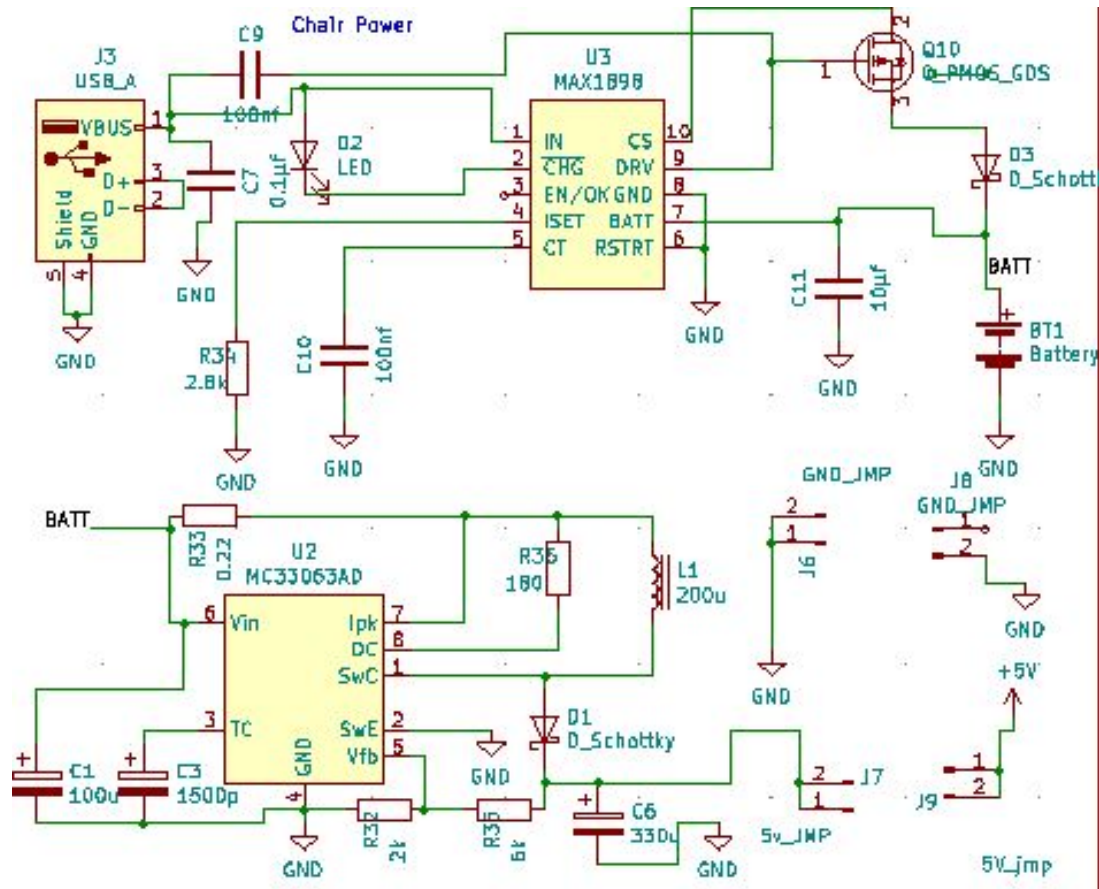 Chair Power
J3
USB_A
VBUS
1
D+
3
D-
2
Shield
GND
5
4
GND
C9
100nf
C7
0.1µf
GND
D2
LED
U3
MAX1898
1
IN
2
CHG
3
EN/OK
4
ISET
5
CT
CS
10
DRV
9
GND
8
BATT
7
RSTRT
6
GND
2
1
3
Q10
Q_PMOS_GDS
D3
D_Schott
BATT
BT1
Battery
GND
C11
10µf
GND
R34
2.8k
GND
C10
100nf
GND
BATT
R33
0.22
U2
MC33063AD
6
Vin
3
TC
GND
4
Ipk
7
DC
8
SwC
1
SwE
2
Vfb
5
GND
180
L1
200u
D1
D_Schottky
C1
100u
C3
1500p
GND
R32
2k
6k
C6
330u
GND
GND_JMP
2
1
J6
GND
J8
GND_JMP
1
2
GND
+5V
2
1
J7
5v_JMP
1
2
J9
5V_jmp